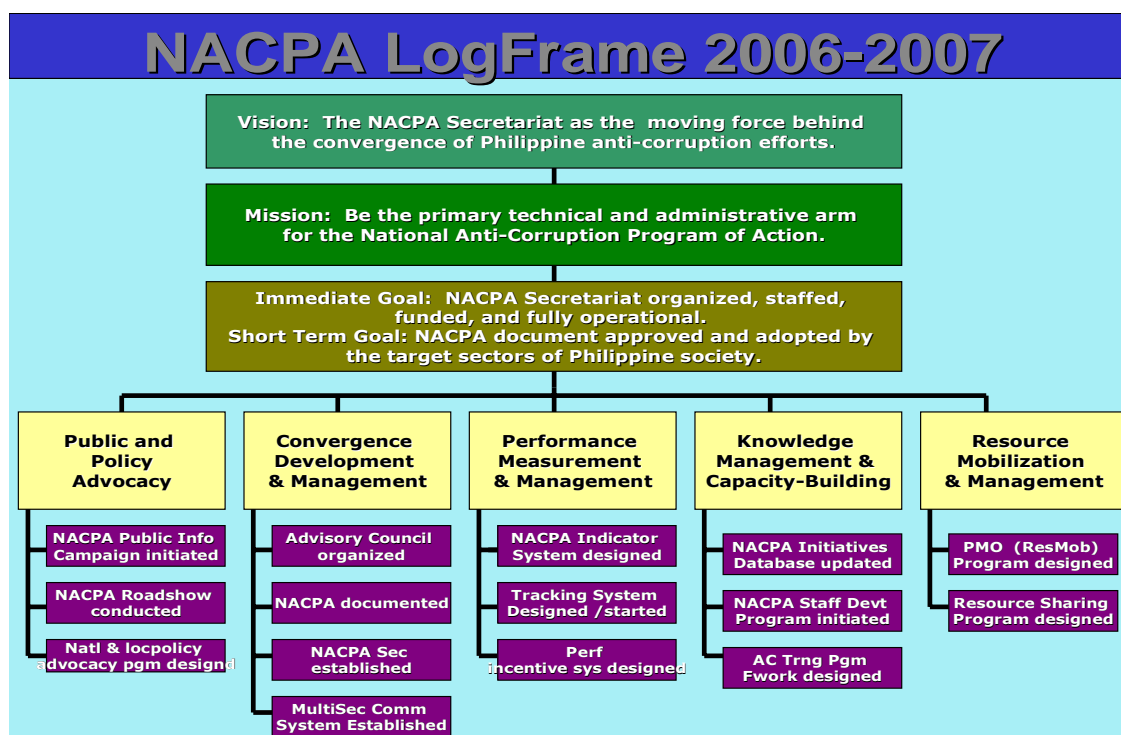 NACPA LogFrame 2006-2007
Vision: The NACPA Secretariat as the moving force behind
the convergence of Philippine anti-corruption efforts.
Mission: Be the primary technical and administrative arm
for the National Anti-Corruption Program of Action.
Immediate Goal: NACPA Secretariat organized, staffed,
funded, and fully operational.
Short Term Goal: NACPA document approved and adopted by
the target sectors of Philippine society.
Public and
Policy
Advocacy
NACPA Public Info
Campaign initiated
NACPA Roadshow
conducted
Natl & locpolicy
advocacy pgm designd
Convergence
Development
& Management
Advisory Council
organized
NACPA documented
NACPA Sec
established
MultiSec Comm
System Established
Performance
Measurement
& Management
NACPA Indicator
System designed
Tracking System
Designed /started
Perf
incentive sys designed
Knowledge
Management &
Capacity-Building
NACPA Initiatives
Database updated
NACPA Staff Devt
Program initiated
AC Trng Pgm
Fwork designed
Resource
Mobilization
& Management
PMO (ResMob)
Program designed
Resource Sharing
Program designed